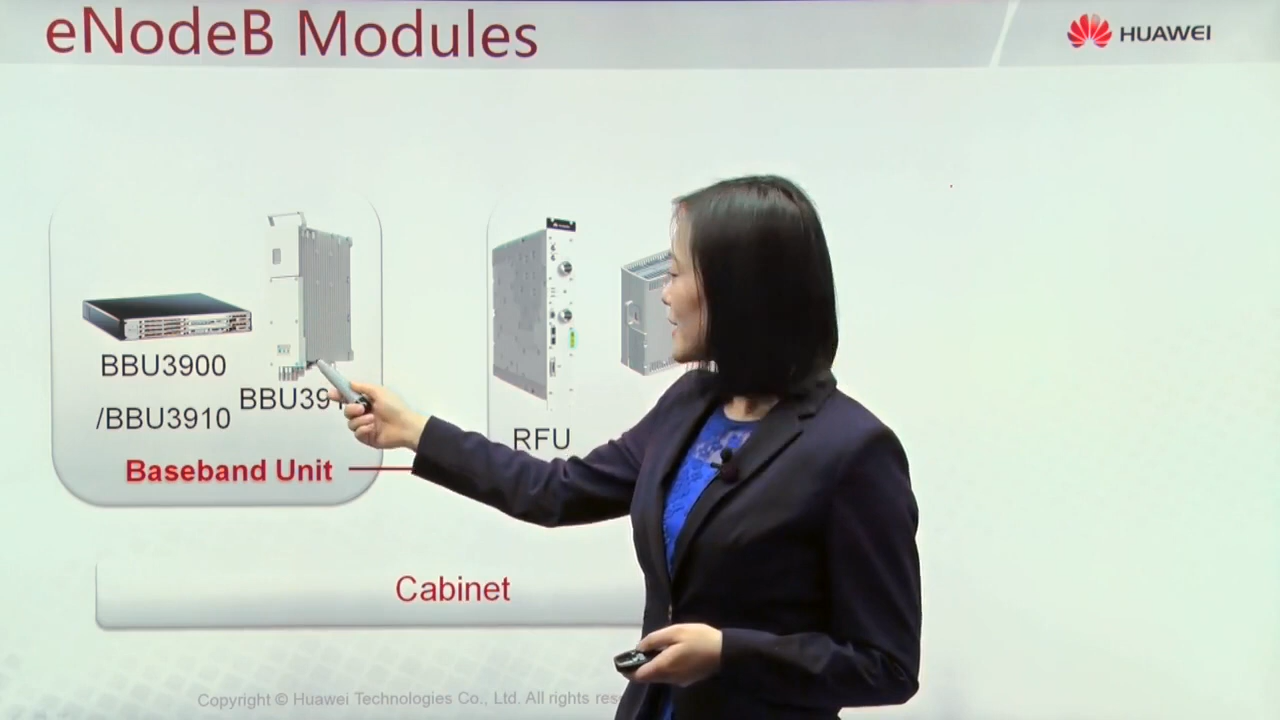 eNodeB Modules
HUAWEI
BBU3900
/BBU3910
RFU
Baseband Unit
Cabinet
Copyright © Huawei Technologies Co., Ltd. All rights